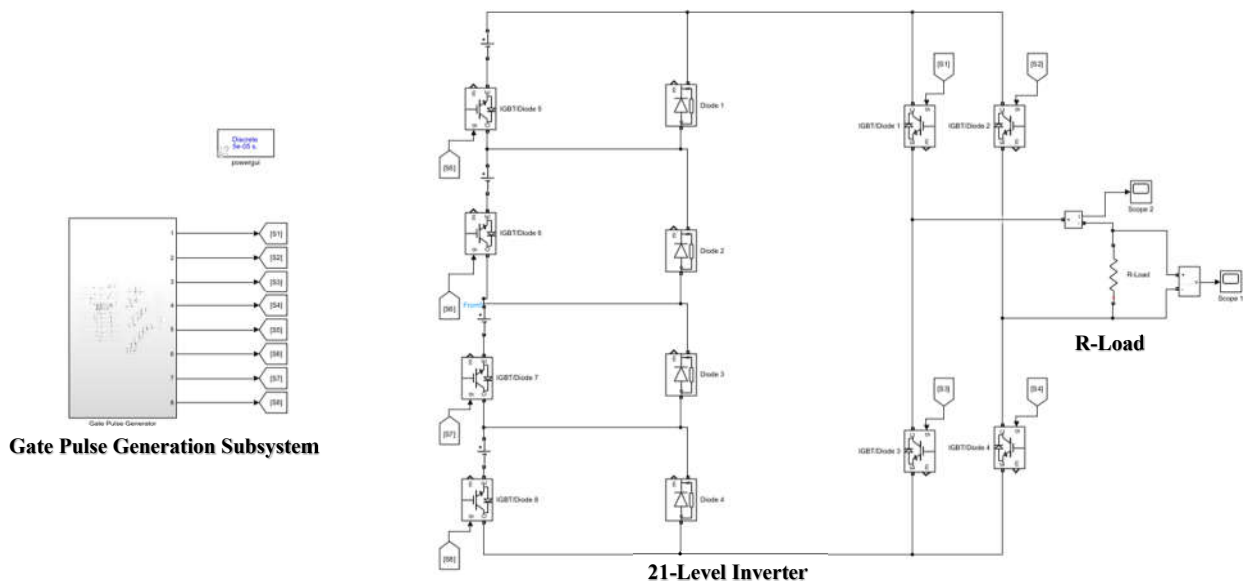 Discrete
5e-05 s.
powergui
1
2
3
4
5
6
7
8
[S1]
[S2]
[S3]
[S4]
[S5]
[S6]
[S7]
[S8]
Gate Pulse Generator
Gate Pulse Generation Subsystem
IGBT/Diode 5
[S5]
Diode 1
IGBT/Diode 6
[S6]
Diode 2
IGBT/Diode 7
[S7]
Diode 3
IGBT/Diode 8
[S8]
Diode 4
21-Level Inverter
[S1]
[S2]
IGBT/Diode 1
IGBT/Diode 2
[S3]
[S4]
IGBT/Diode 3
IGBT/Diode 4
Scope 2
R-Load
Scope 1
R-Load